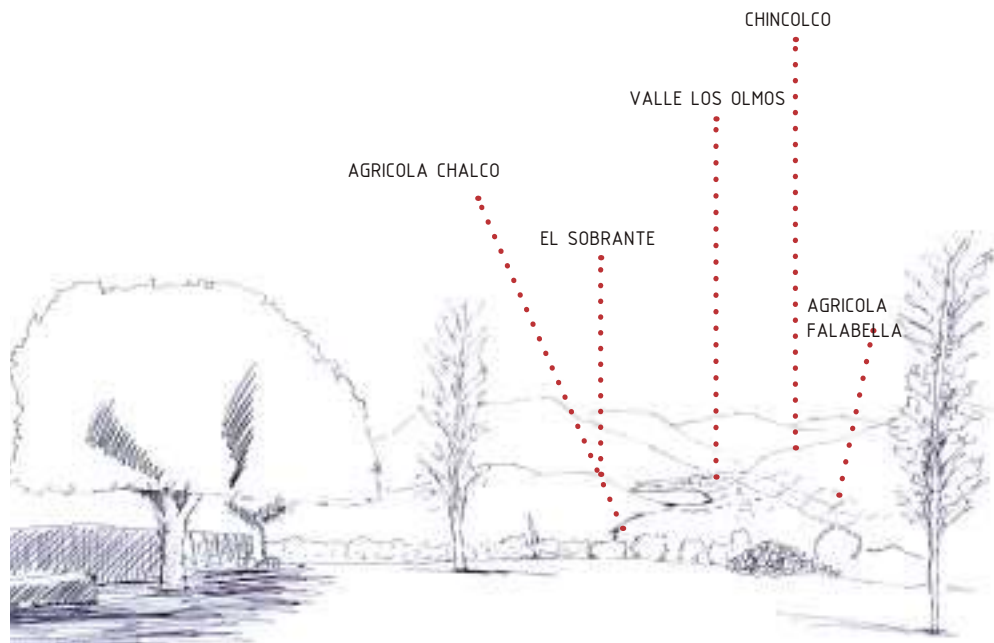 CHINCOLCO
VALLE LOS OLMOS
AGRICOLA CHALCO
EL SOBRANTE
AGRICOLA
FALABELLA